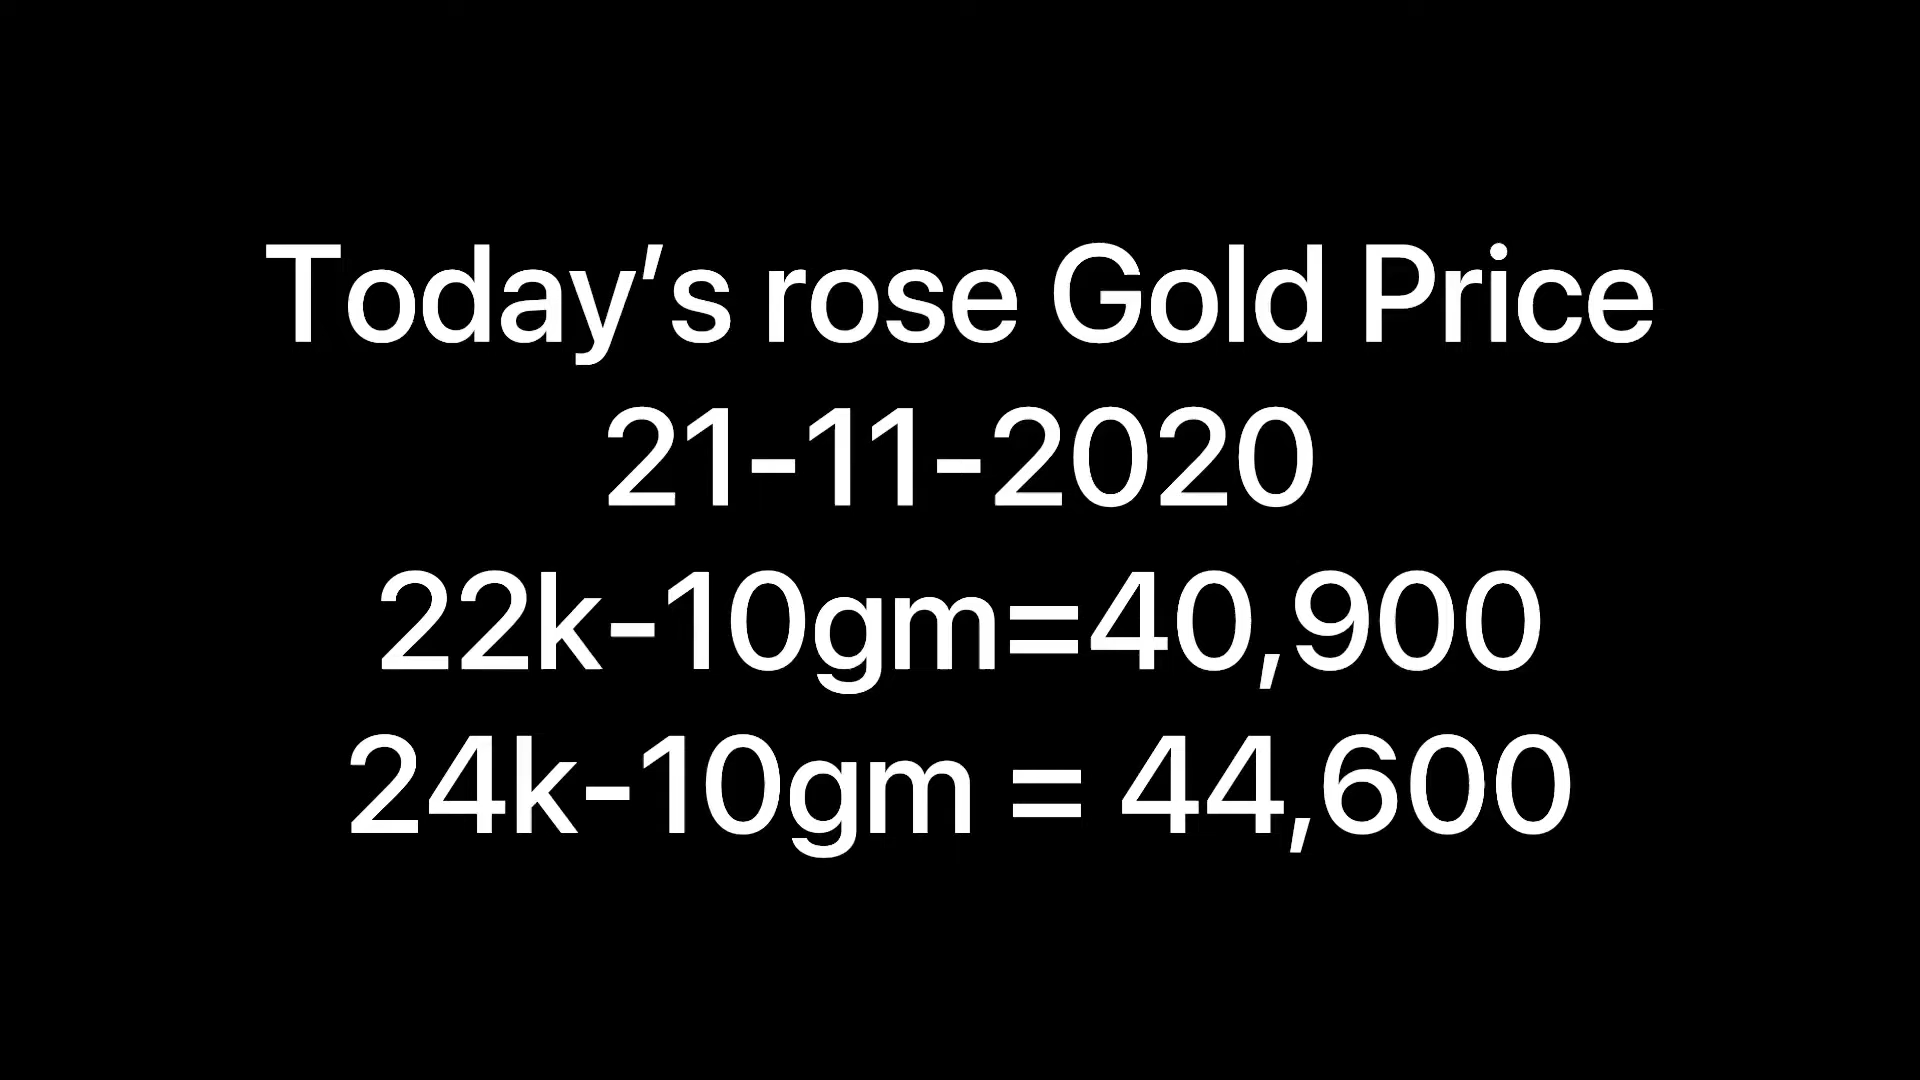 Today’s rose Gold Price
21-11-2020
22k-10gm=40,900
24k-10gm = 44,600